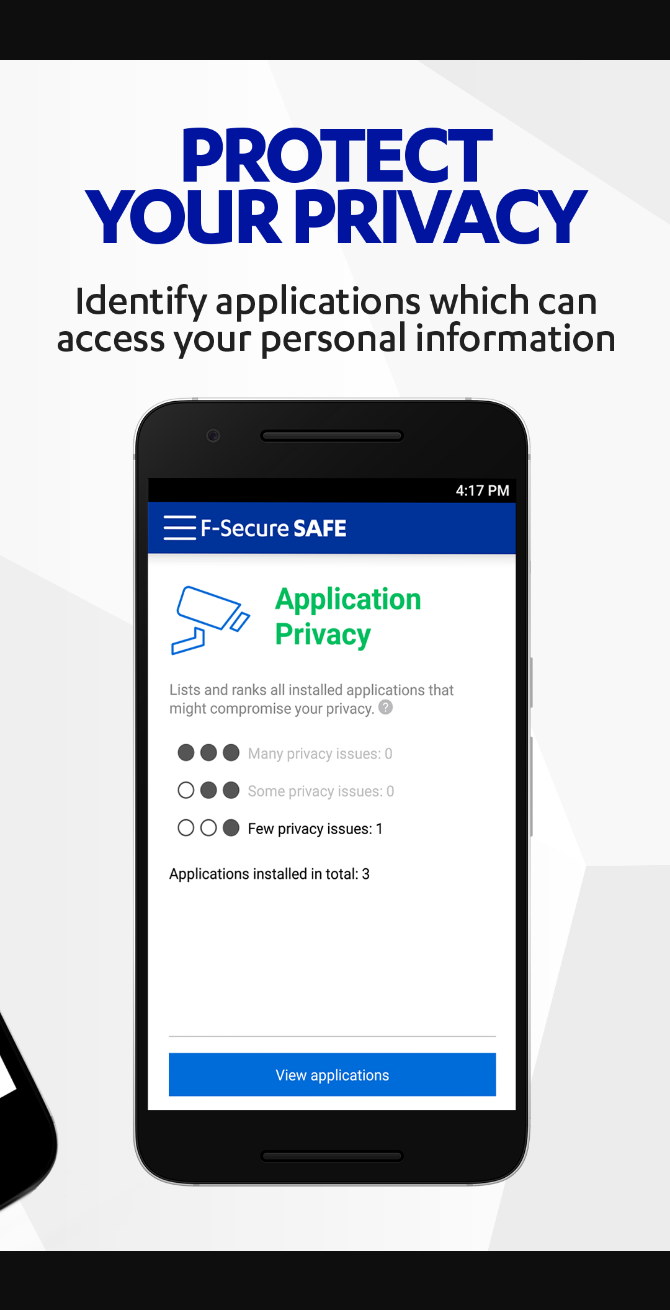 PROTECT
YOUR PRIVACY
Identify applications which can
access your personal information
4:17 PM
F-Secure SAFE
Application
Privacy
Lists and ranks all installed applications that
might compromise your privacy. ?
Many privacy issues: 0
Some privacy issues: 0
Few privacy issues: 1
Applications installed in total: 3
View applications